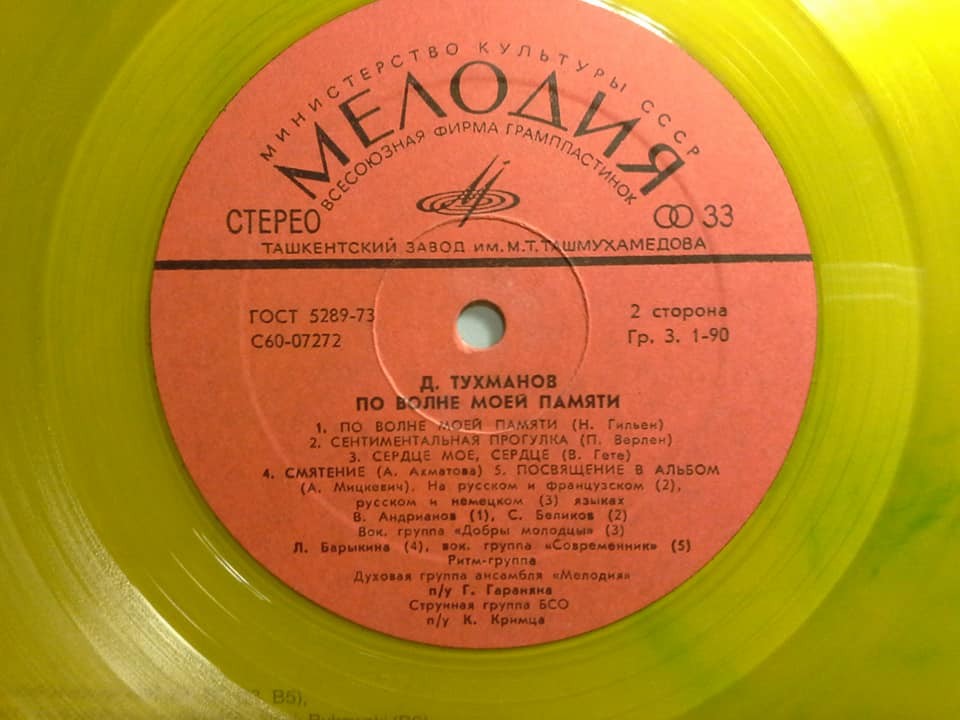 МИНИСТЕРСТВО КУЛЬТУРЫ СССР
МЕЛОДИЯ
ВСЕСОЮЗНАЯ ФИРМА ГРАМПЛАСТИНОК
СТЕРЕО 33
ТАШКЕНТСКИЙ ЗАВОД ИМ. М.Т. ТАШМУХАМЕДОВА
ГОСТ 5289-73 2 сторона
С60-07272 Гр. 3. 1-90
Д. ТУХМАНОВ
ПО ВОЛНЕ МОЕЙ ПАМЯТИ
1. ПО ВОЛНЕ МОЕЙ ПАМЯТИ (Н. Гильен)
2. СЕНТИМЕНТАЛЬНАЯ ПРОГУЛКА (П. Верлен)
3. СЕРДЦЕ МОЕ, СЕРДЦЕ (В. Гете)
4. СМЯТЕНИЕ (А. Ахматова) 5. ПОСВЯЩЕНИЕ В АЛЬБОМ
(А. Мицкевич). На русском и французском (2),
русском и немецком (3) языках
В. Андрианов (1), С. Беликов (2)
Вок. группа «Добры молодцы» (3)
Л. Барыкина (4), вок. группа «Современник» (5)
Ритм-группа
Духовая группа ансамбля «Мелодия»
п/у Г. Гараняна
Струнная группа БСО
п/у К. Кримца
B5),